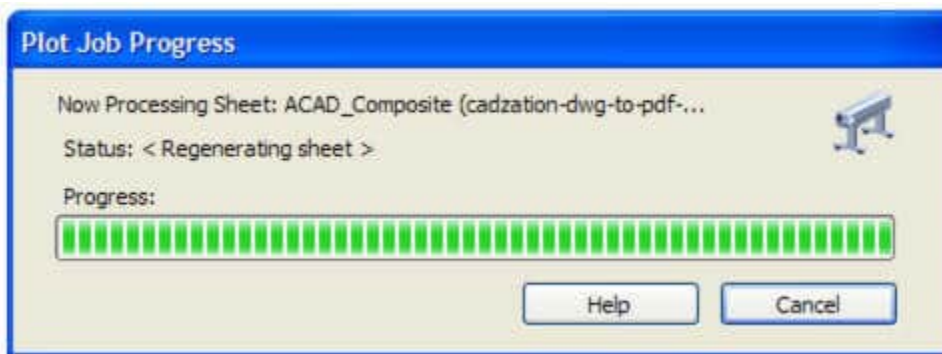 Plot Job Progress
Now Processing Sheet: ACAD_Composite (cadzation-dwg-to-pdf-...
Status: < Regenerating sheet >
Progress:
Help Cancel